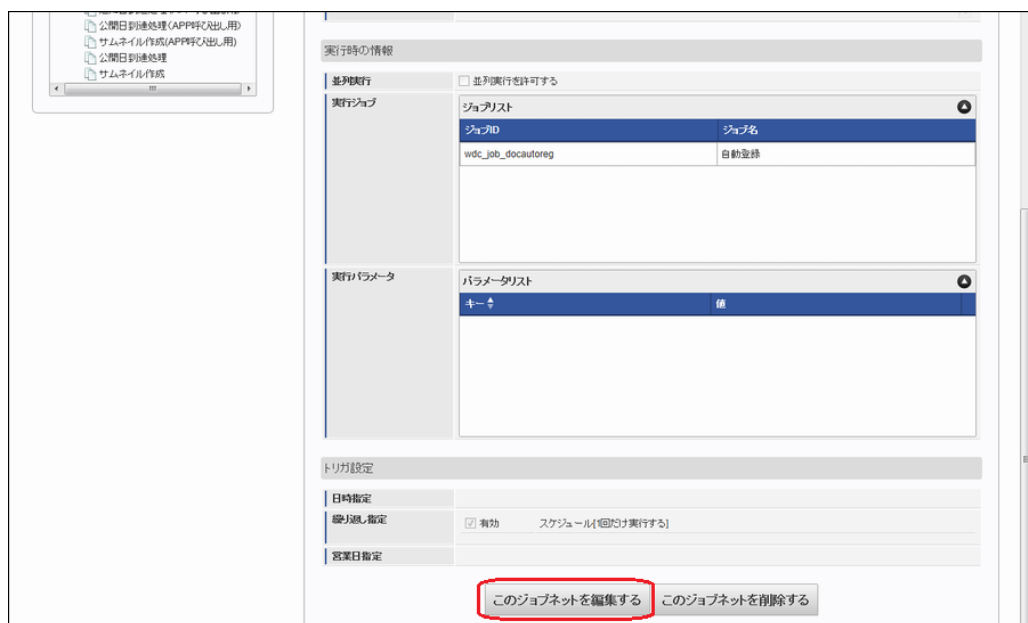 公開日到達処理(APP呼び出し用)
サムネイル作成(APP呼び出し用)
公開日到達処理
サムネイル作成
実行時の情報
並列実行
並列実行を許可する
実行ジョブ
ジョブリスト
ジョブID ジョブ名
wdc_job_docautoreg 自動登録
実行パラメータ
パラメータリスト
キー 値
トリガ設定
日時指定
繰り返し指定
有効 スケジュール[1回だけ実行する]
営業日指定
このジョブネットを編集する このジョブネットを削除する